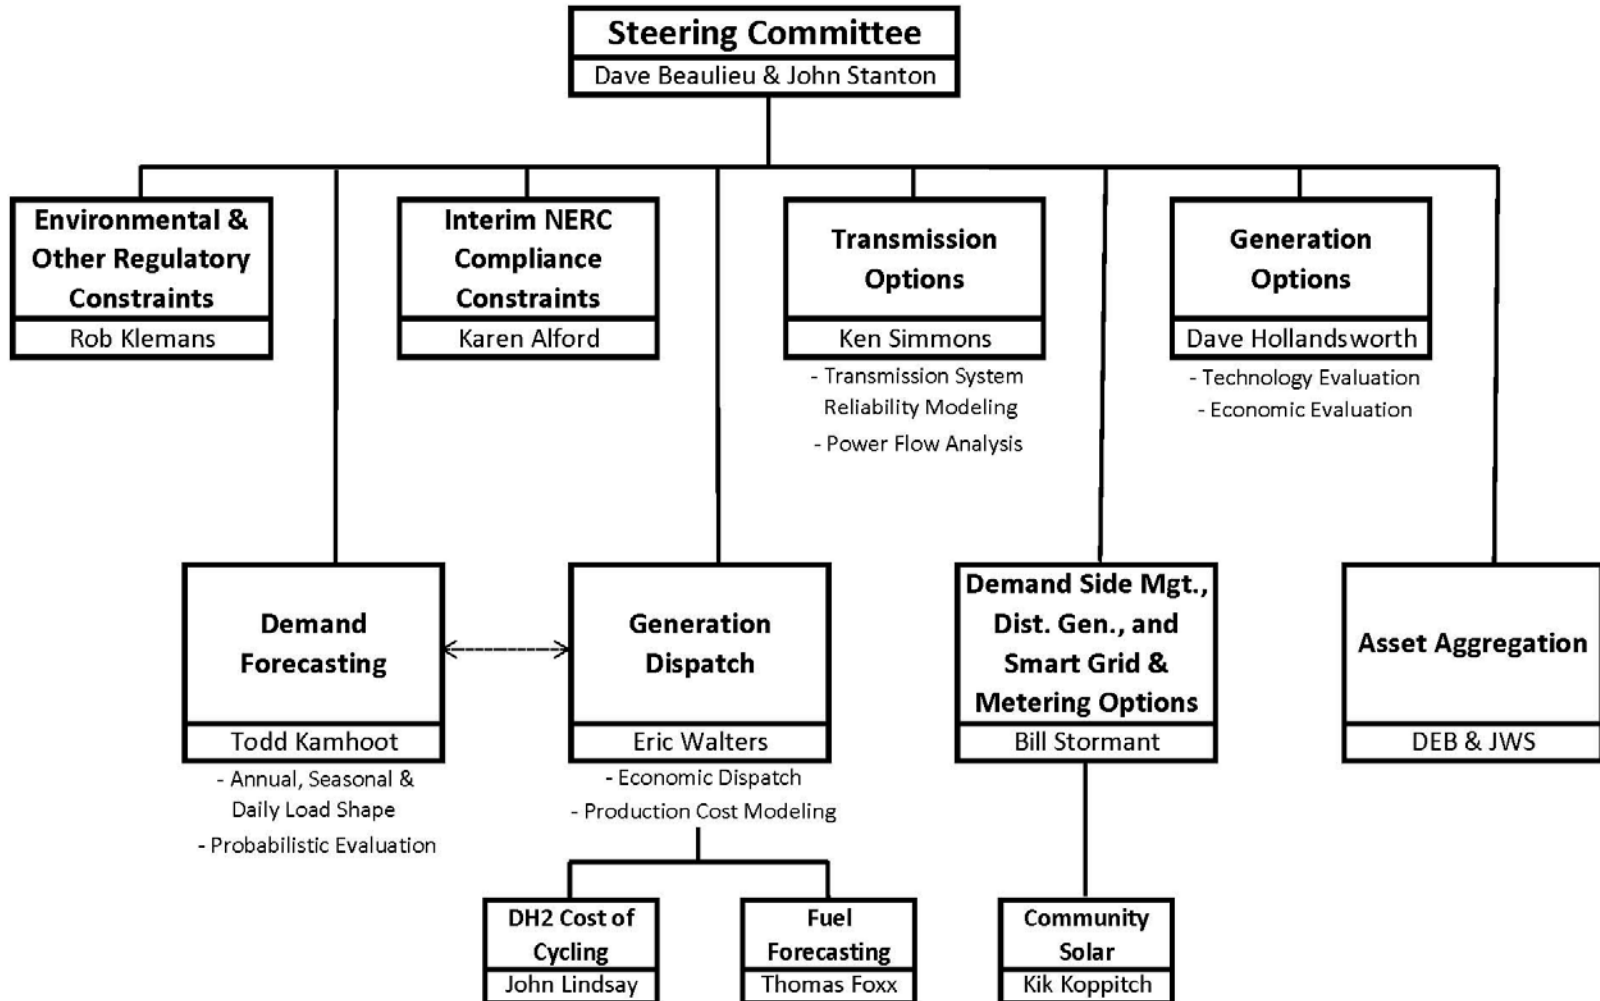 Steering Committee
Dave Beaulieu & John Stanton
Environmental &
Other Regulatory
Constraints
Rob Klemans
Interim NERC
Compliance
Constraints
Karen Alford
Transmission
Options
Ken Simmons
- Transmission System
Reliability Modeling
- Power Flow Analysis
Generation
Options
Dave Hollandsworth
- Technology Evaluation
- Economic Evaluation
Demand
Forecasting
Todd Kamhoot
- Annual, Seasonal &
Daily Load Shape
- Probabilistic Evaluation
Generation
Dispatch
Eric Walters
- Economic Dispatch
- Production Cost Modeling
Demand Side Mgt.,
Dist. Gen., and
Smart Grid &
Metering Options
Bill Stormant
Asset Aggregation
DEB & JWS
DH2 Cost of
Cycling
John Lindsay
Fuel
Forecasting
Thomas Foxx
Community
Solar
Kik Koppitch